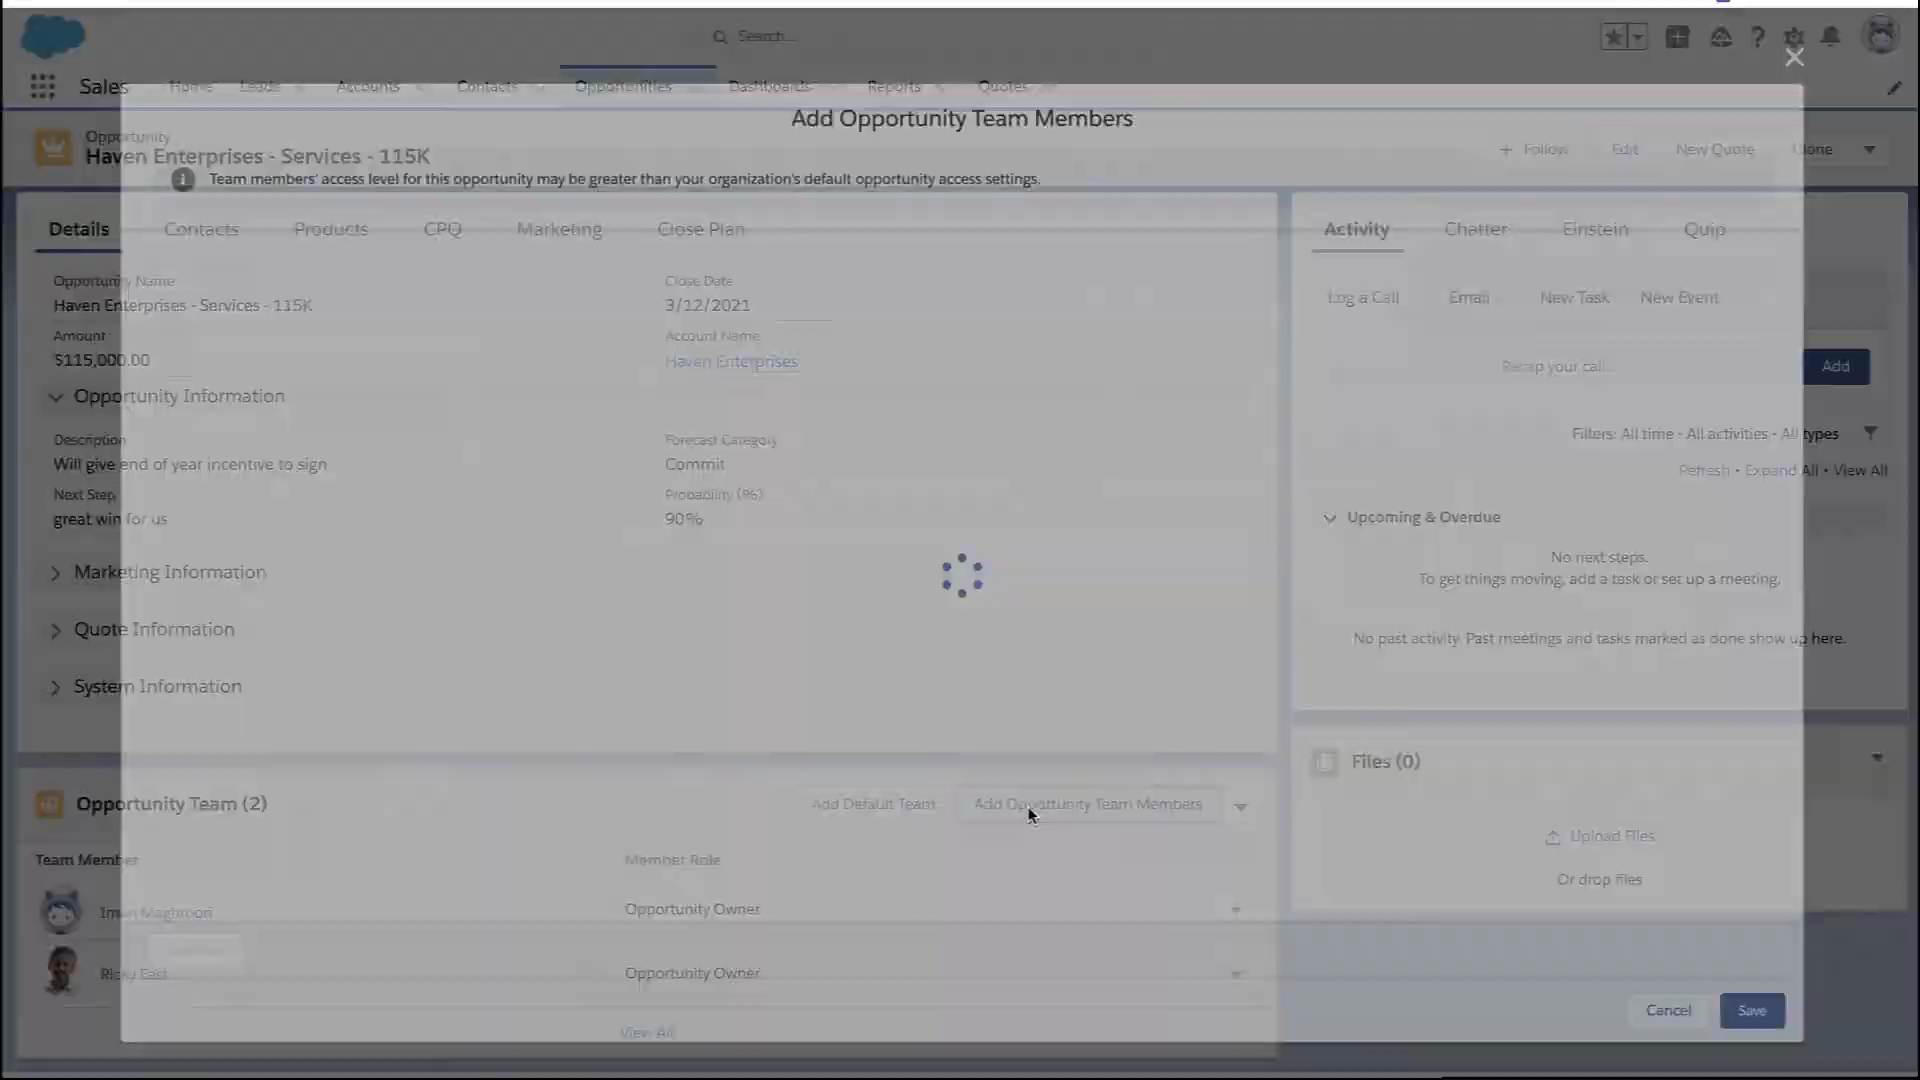 Search...
Sales
Home
Leads
Accounts
Contacts
Opportunities
Dashboards
Reports
Quotes
Add Opportunity Team Members
Opportunity
Haven Enterprises - Services - 115K
+ Follow
Edit
New Quote
Clone
Team members' access level for this opportunity may be greater than your organization's default opportunity access settings.
Details
Contacts
Products
CPQ
Marketing
Close Plan
Opportunity Name
Haven Enterprises - Services - 115K
Close Date
3/12/2021
Amount
$115,000.00
Account Name
Haven Enterprises
Opportunity Information
Description
Will give end of year incentive to sign
Forecast Category
Commit
Next Step
great win for us
Probability (%)
90%
Marketing Information
Quote Information
System Information
Activity
Chatter
Einstein
Quip
Log a Call
Email
New Task
New Event
Recap your call...
Add
Filters: All time • All activities • All types
Refresh • Expand All • View All
Upcoming & Overdue
No next steps.
To get things moving, add a task or set up a meeting.
No past activity. Past meetings and tasks marked as done show up here.
Opportunity Team (2)
Add Default Team
Add Opportunity Team Members
Team Member
Member Role
Iman Maghroori
Opportunity Owner
Ricky East
Opportunity Owner
View All
Files (0)
Upload Files
Or drop files
Cancel
Save